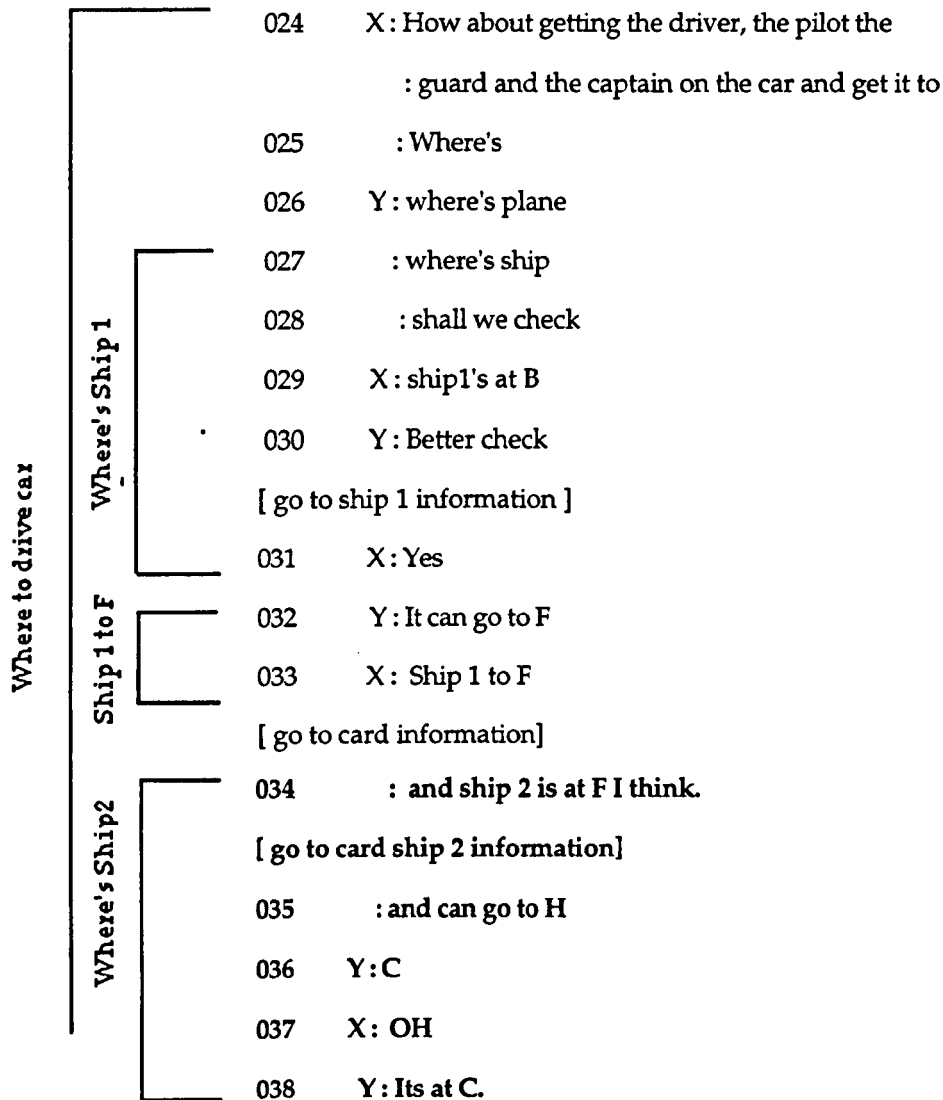 024 X : How about getting the driver, the pilot the
: guard and the captain on the car and get it to
025 : Where's
026 Y : where's plane
027 : where's ship
028 : shall we check
029 X : ship1's at B
030 Y : Better check
[ go to ship 1 information ]
031 X : Yes
032 Y : It can go to F
033 X : Ship 1 to F
[ go to card information]
034 : and ship 2 is at F I think.
[ go to card ship 2 information]
035 : and can go to H
036 Y : C
037 X : OH
038 Y : Its at C.
Where to drive car
Where's Ship 1
Ship 1 to F
Where's Ship2